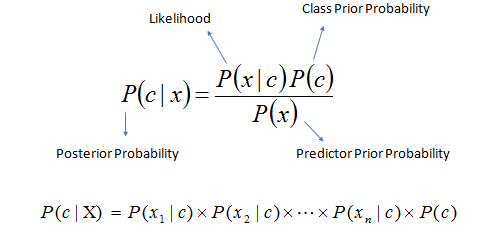 Likelihood
Class Prior Probability
P(c | x) = P(x | c)P(c) / P(x)
Posterior Probability
Predictor Prior Probability
P(c | X) = P(x₁ | c) × P(x₂ | c) × ··· × P(xₙ | c) × P(c)